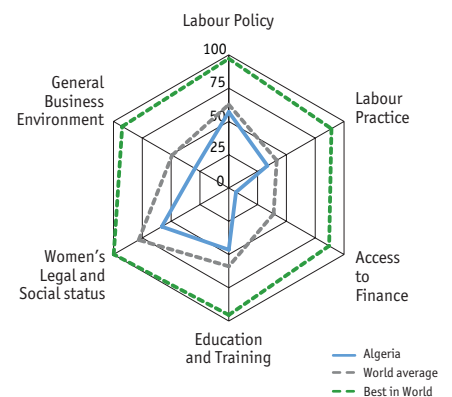 Labour Policy
100
75
50
25
0
General
Business
Environment
Labour
Practice
Women's
Legal and
Social status
Access
to
Finance
Education
and Training
Algeria
World average
Best in World